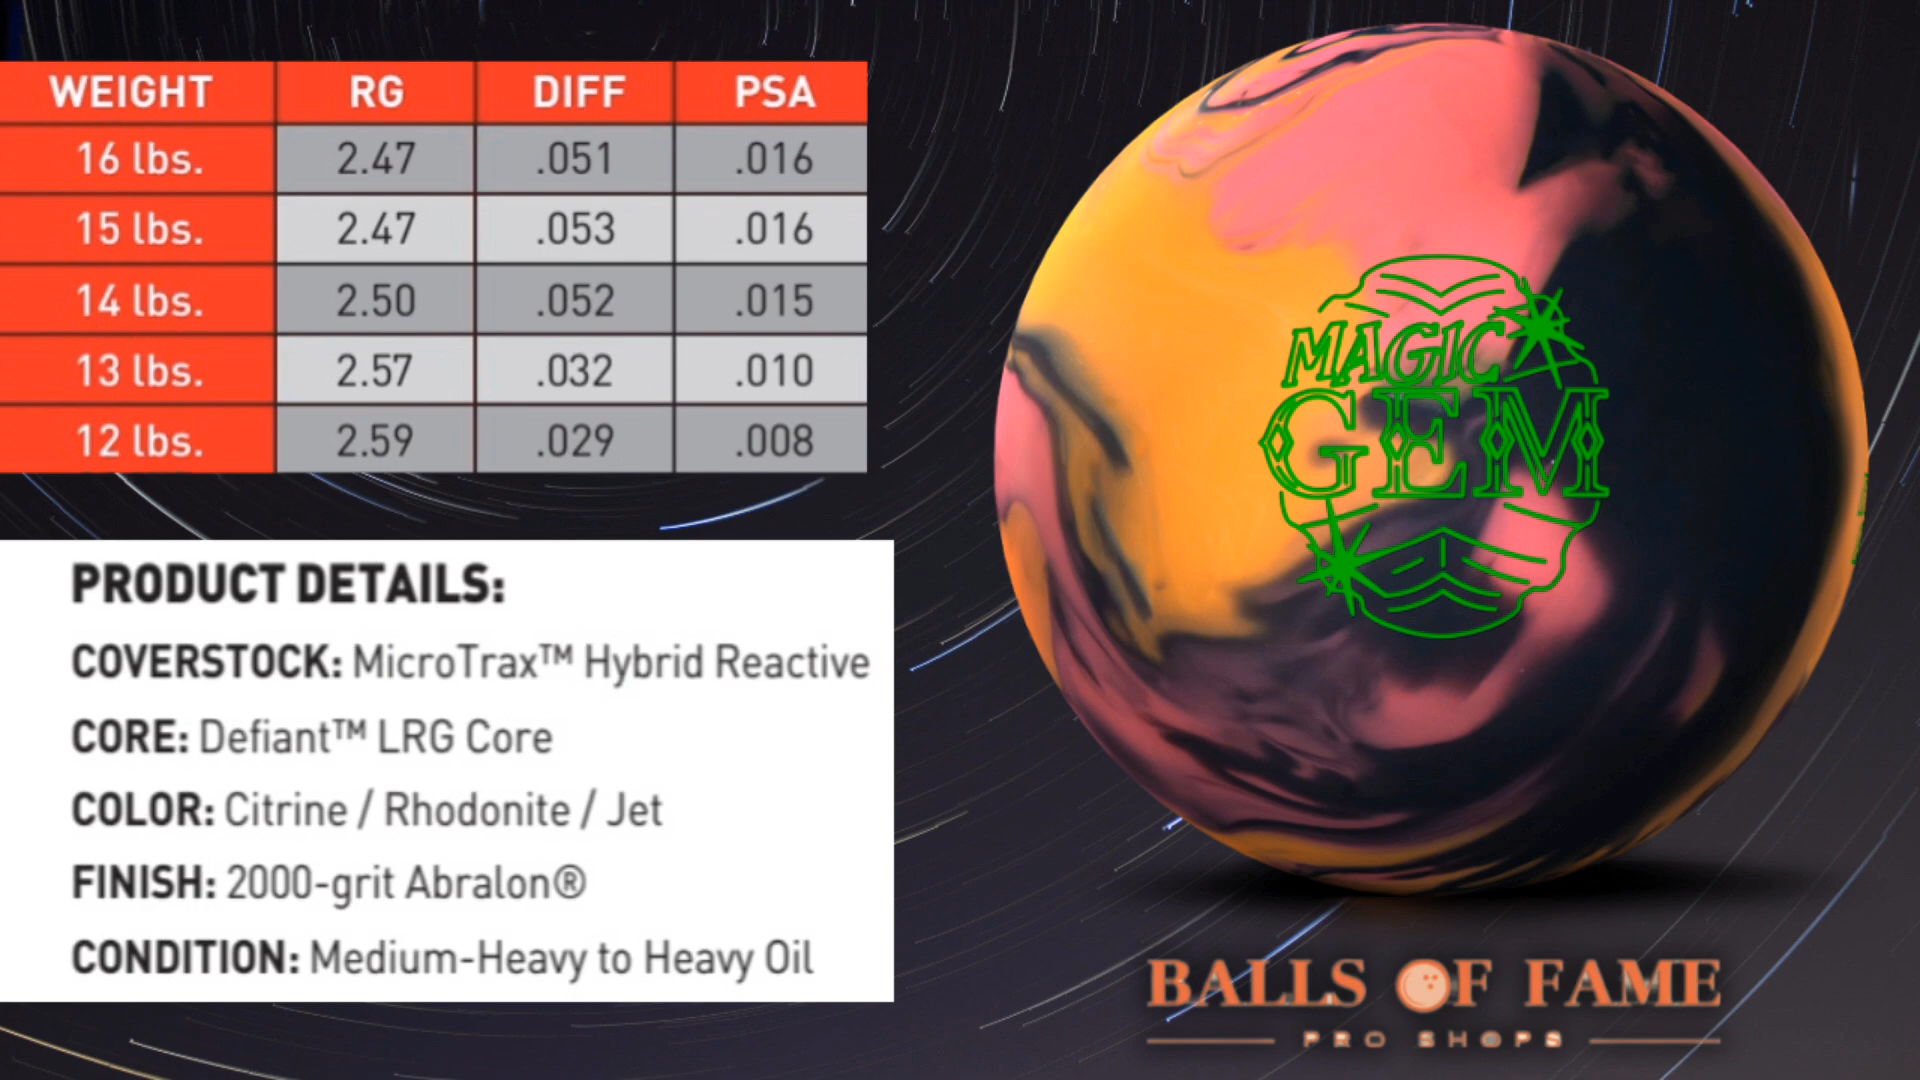 WEIGHT RG DIFF PSA
16 lbs. 2.47 .051 .016
15 lbs. 2.47 .053 .016
14 lbs. 2.50 .052 .015
13 lbs. 2.57 .032 .010
12 lbs. 2.59 .029 .008
PRODUCT DETAILS:
COVERSTOCK: MicroTrax™ Hybrid Reactive
CORE: Defiant™ LRG Core
COLOR: Citrine / Rhodonite / Jet
FINISH: 2000-grit Abralon®
CONDITION: Medium-Heavy to Heavy Oil
MAGIC
GEM
BALLS OF FAME
PRO SHOPS